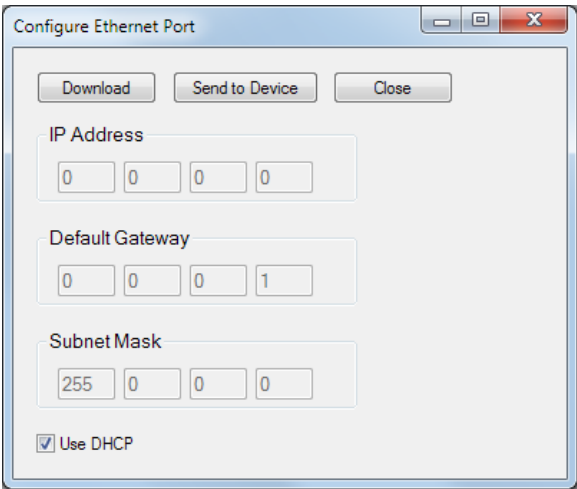 Configure Ethernet Port
Download Send to Device Close
IP Address
0 0 0 0
Default Gateway
0 0 0 1
Subnet Mask
255 0 0 0
Use DHCP